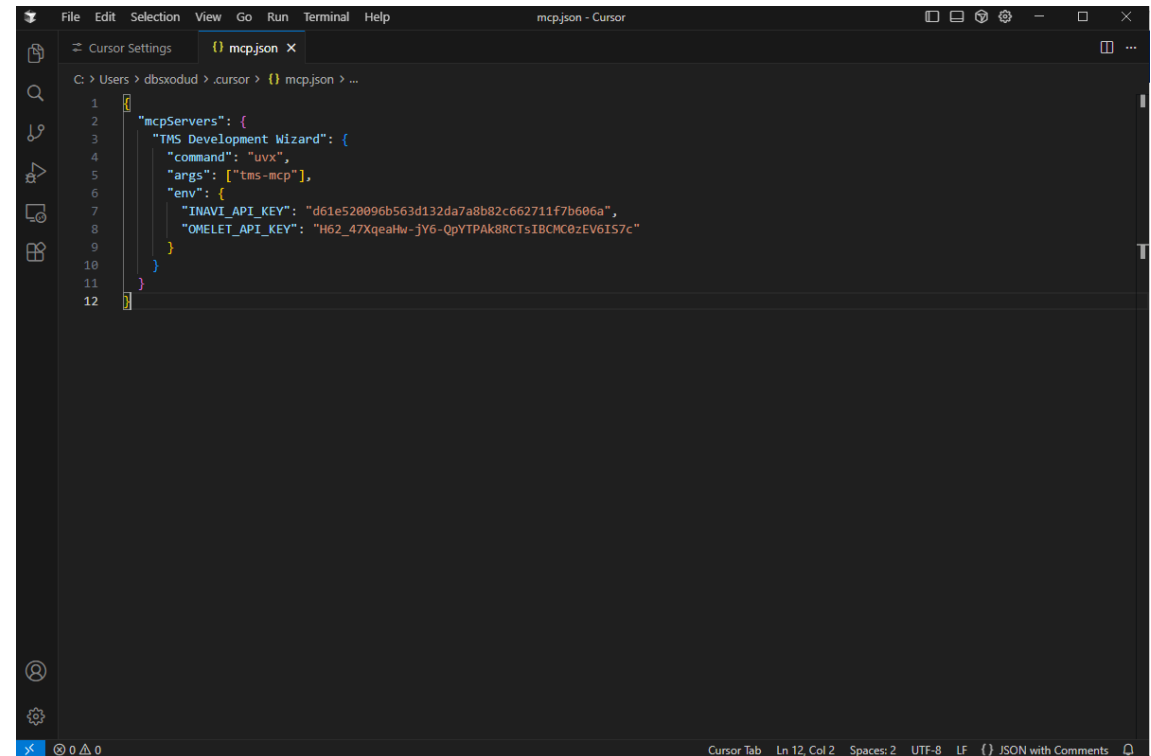 File Edit Selection View Go Run Terminal Help mcp.json - Cursor
Cursor Settings {} mcp.json
C: > Users > dbsxodud > .cursor > {} mcp.json > ...
1 {
2 "mcpServers": {
3 "TMS Development Wizard": {
4 "command": "uvx",
5 "args": ["tms-mcp"],
6 "env": {
7 "INAVI_API_KEY": "d61e520096b563d132da7a8b82c662711f7b606a",
8 "OMELET_API_KEY": "H62_47XqeaHw-jY6-QpYTPAk8RCTsIBCMC0zEV6IS7c"
9 }
10 }
11 }
12 }
0 0 Cursor Tab Ln 12, Col 2 Spaces: 2 UTF-8 LF {} JSON with Comments